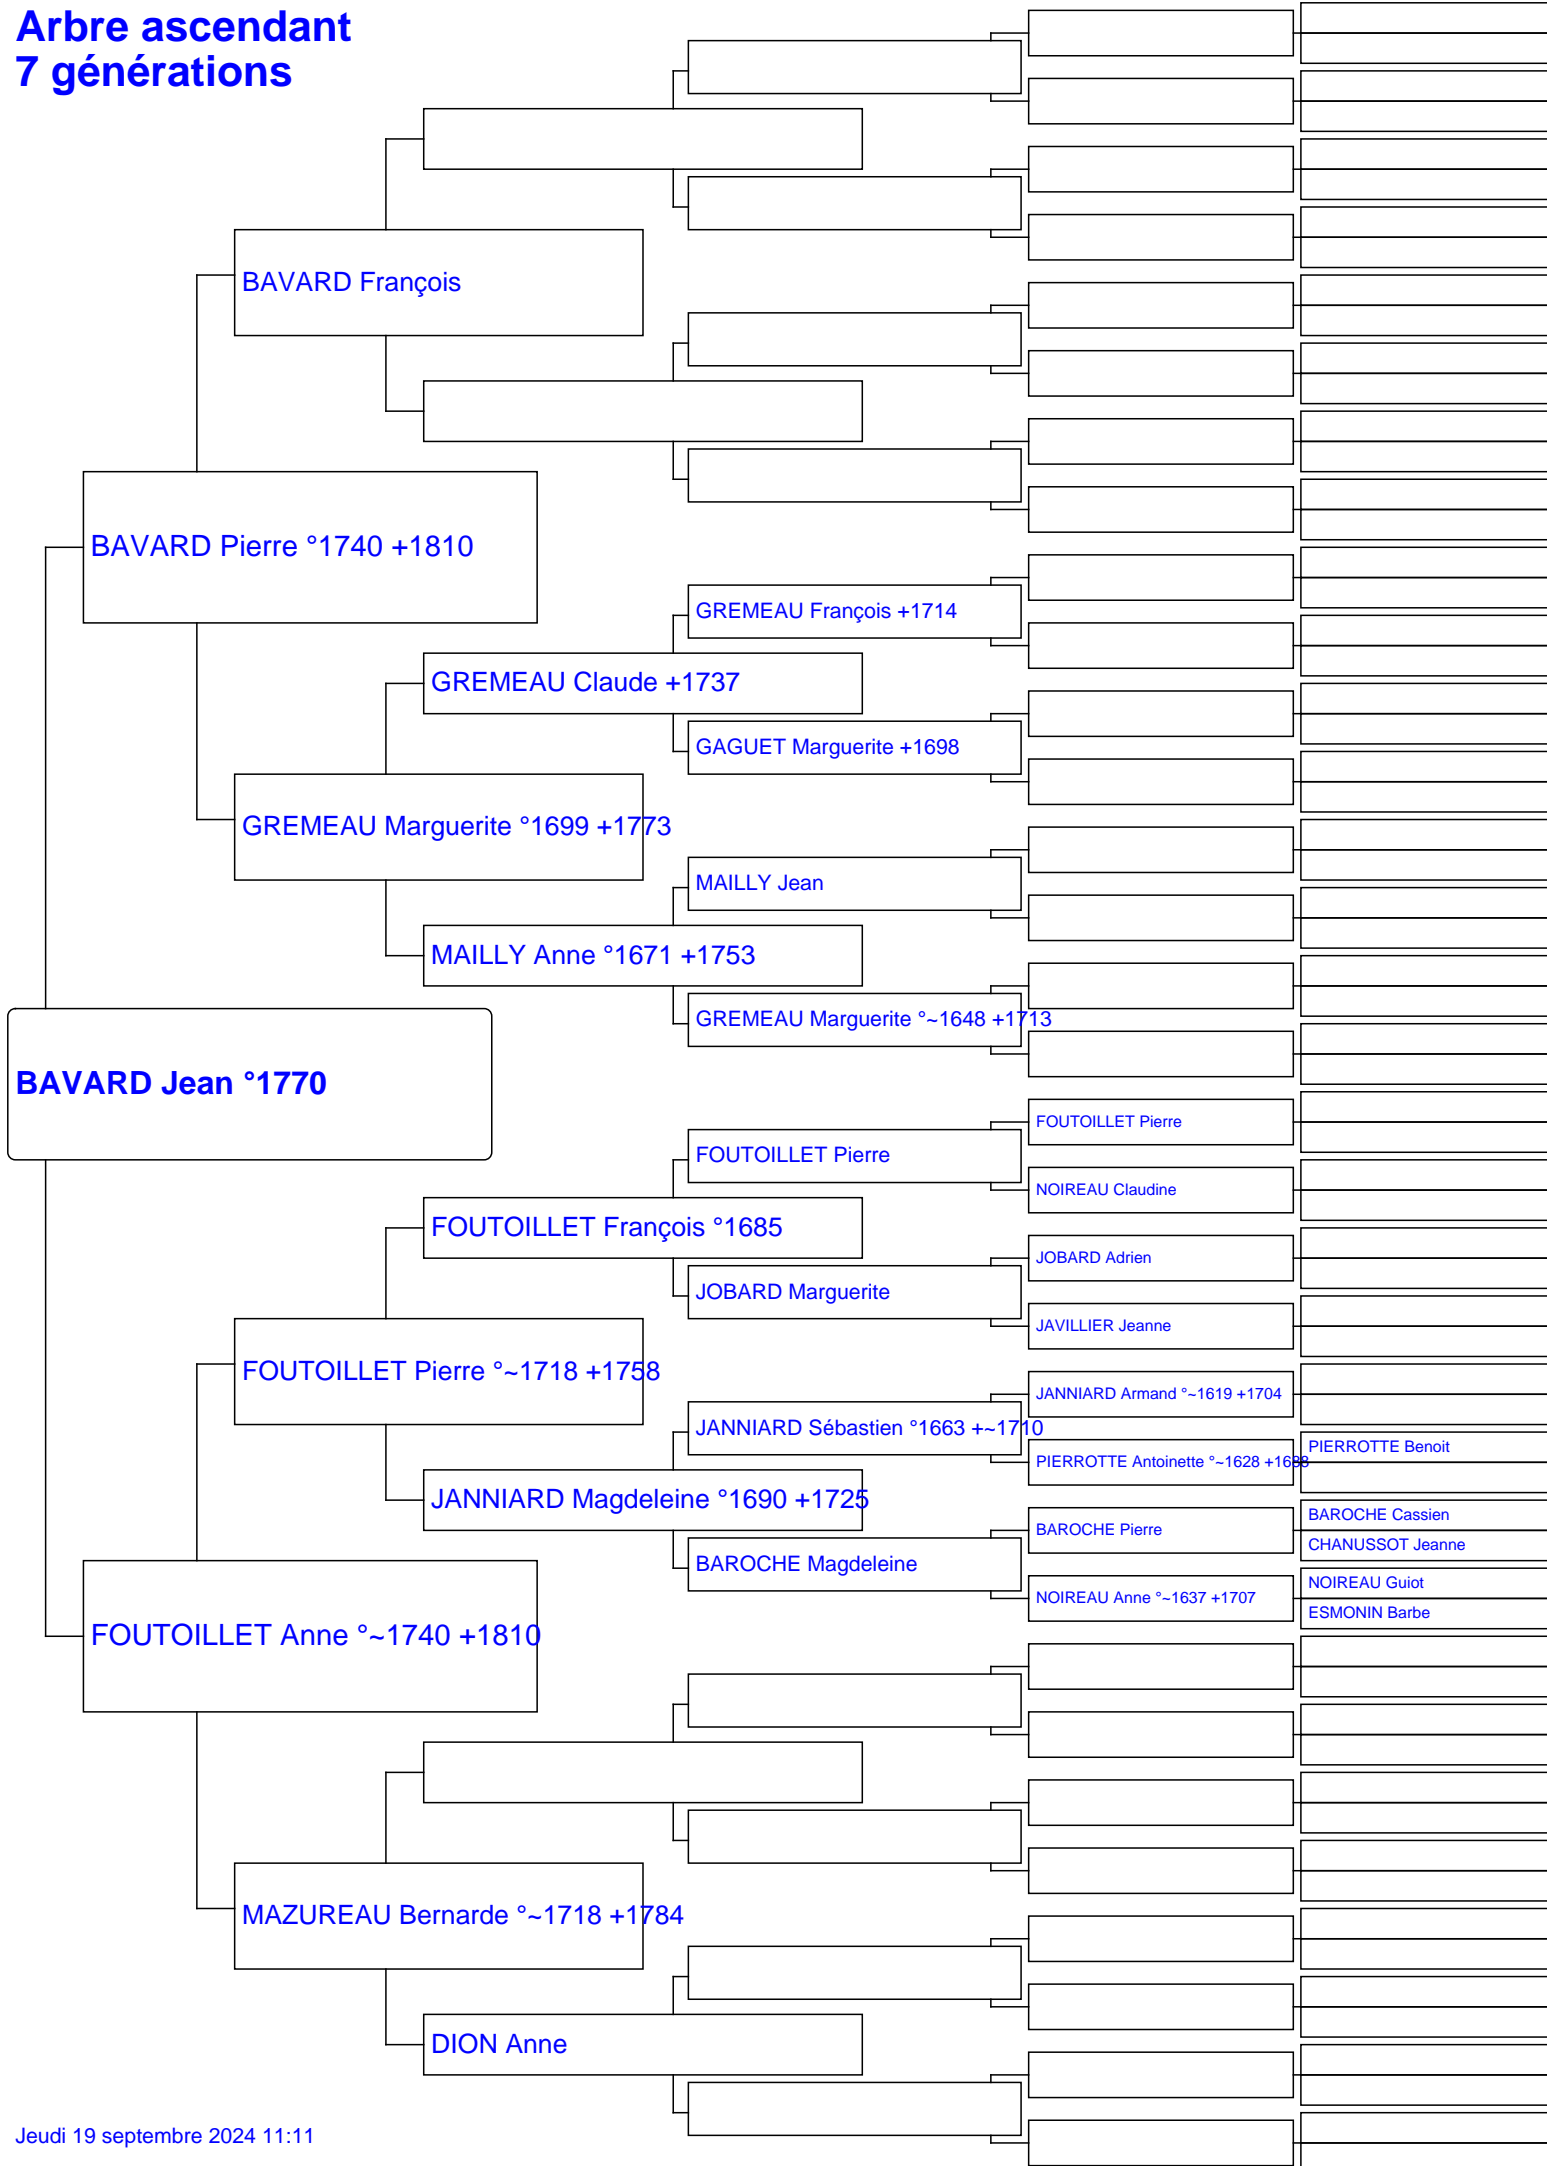 Arbre ascendant
7 générations
BAVARD François
BAVARD Pierre °1740 +1810
GREMEAU François +1714
GREMEAU Claude +1737
GAGUET Marguerite +1698
GREMEAU Marguerite °1699 +1773
MAILLY Jean
MAILLY Anne °1671 +1753
GREMEAU Marguerite °~1648 +1713
BAVARD Jean °1770
FOUTOILLET Pierre
FOUTOILLET Pierre
NOIREAU Claudine
FOUTOILLET François °1685
JOBARD Adrien
JOBARD Marguerite
JAVILLIER Jeanne
FOUTOILLET Pierre °~1718 +1758
JANNIARD Armand °~1619 +1704
JANNIARD Sébastien °1663 +~1710
PIERROTTE Benoit
PIERROTTE Antoinette °~1628 +1688
JANNIARD Magdeleine °1690 +1725
BAROCHE Cassien
BAROCHE Pierre
CHANUSSOT Jeanne
BAROCHE Magdeleine
NOIREAU Guiot
NOIREAU Anne °~1637 +1707
ESMONIN Barbe
FOUTOILLET Anne °~1740 +1810
MAZUREAU Bernarde °~1718 +1784
DION Anne
Jeudi 19 septembre 2024 11:11